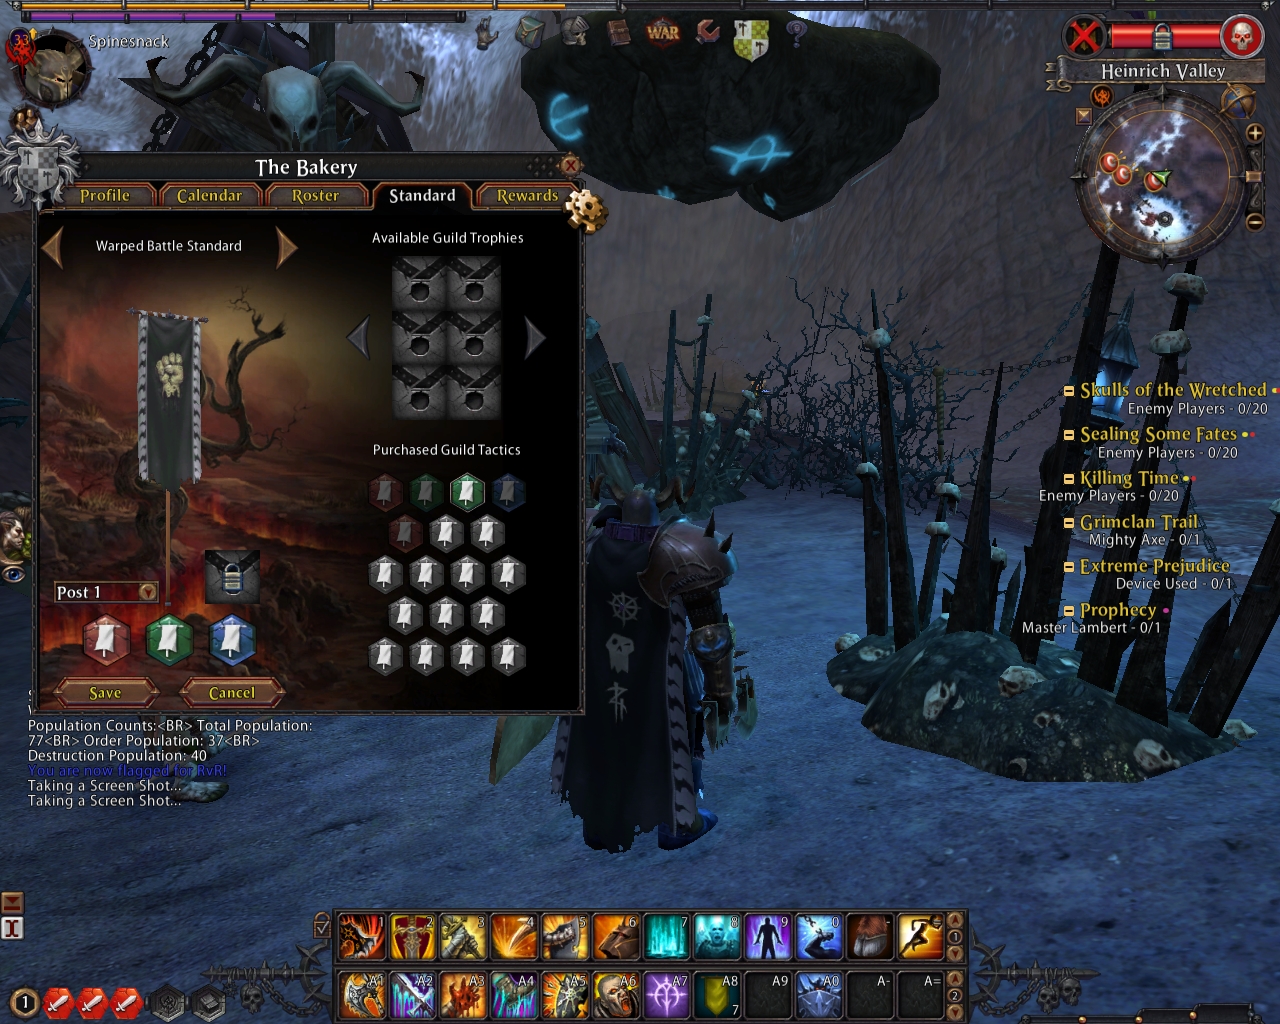 33
Spinesnack
WAR
Heinrich Valley
The Bakery
Profile
Calendar
Roster
Standard
Rewards
Warped Battle Standard
Available Guild Trophies
Purchased Guild Tactics
Post 1
Save
Cancel
Skulls of the Wretched
Enemy Players - 0/20
Sealing Some Fates
Enemy Players - 0/20
Killing Time
Enemy Players - 0/20
Grimclan Trail
Mighty Axe - 0/1
Extreme Prejudice
Device Used - 0/1
Prophecy
Master Lambert - 0/1
Population Counts:<BR> Total Population:
77<BR> Order Population: 37<BR>
Destruction Population: 40
You are now flagged for RvR!
Taking a Screen Shot...
Taking a Screen Shot...
1 2 3 4 5 6 7 8 9 0 - =
1
A1 A2 A3 A4 A5 A6 A7 A8 A9 A0 A- A=
7
2
1